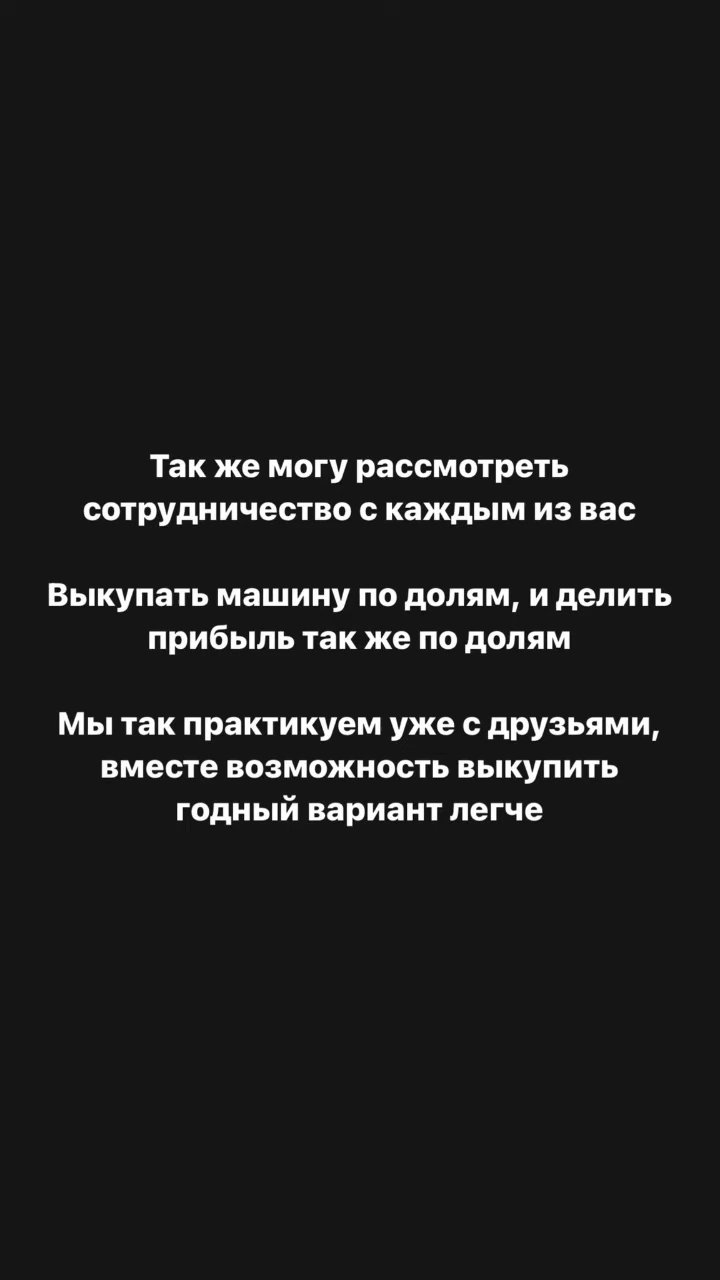 Так же могу рассмотреть
сотрудничество с каждым из вас
Выкупать машину по долям, и делить
прибыль так же по долям
Мы так практикуем уже с друзьями,
вместе возможность выкупить
годный вариант легче